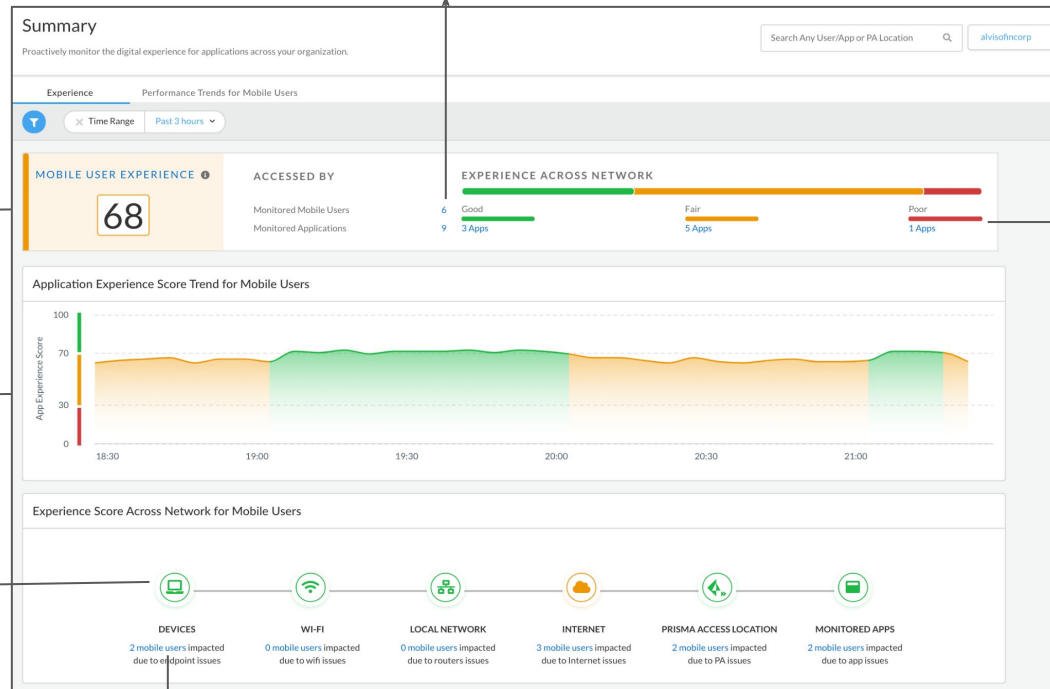 Summary
Proactively monitor the digital experience for applications across your organization.
Search Any User/App or PA Location
alvisofincorp
Experience
Performance Trends for Mobile Users
Time Range
Past 3 hours
MOBILE USER EXPERIENCE
68
ACCESSED BY
Monitored Mobile Users 6
Monitored Applications 9
EXPERIENCE ACROSS NETWORK
Good
3 Apps
Fair
5 Apps
Poor
1 Apps
Application Experience Score Trend for Mobile Users
App Experience Score
100
70
30
0
18:30 19:00 19:30 20:00 20:30 21:00
Experience Score Across Network for Mobile Users
DEVICES
2 mobile users impacted
due to endpoint issues
WI-FI
0 mobile users impacted
due to wifi issues
LOCAL NETWORK
0 mobile users impacted
due to routers issues
INTERNET
3 mobile users impacted
due to Internet issues
PRISMA ACCESS LOCATION
2 mobile users impacted
due to PA issues
MONITORED APPS
2 mobile users impacted
due to app issues